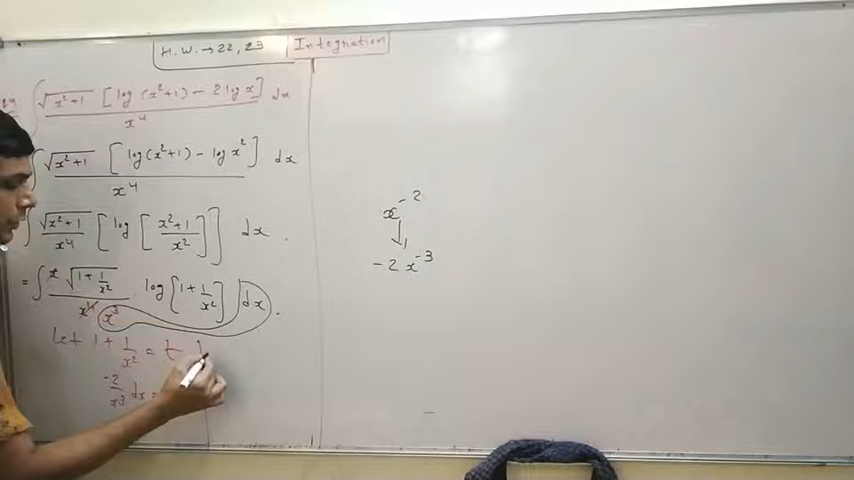 H.W. → 22, 23
Integration
∫ √(x²+1) [log (x²+1) – 2 log x] / x⁴ dx
∫ √(x²+1) [log(x²+1) – log x²] / x⁴ dx
∫ √(x²+1) / x⁴ [log [(x²+1)/x²]] dx .
= ∫ x √(1+1/x²) / x⁴ x³ . log [1+1/x²] dx .
Let 1 + 1/x² = t
-2/x³ dx =
x⁻²
↓
-2 x⁻³